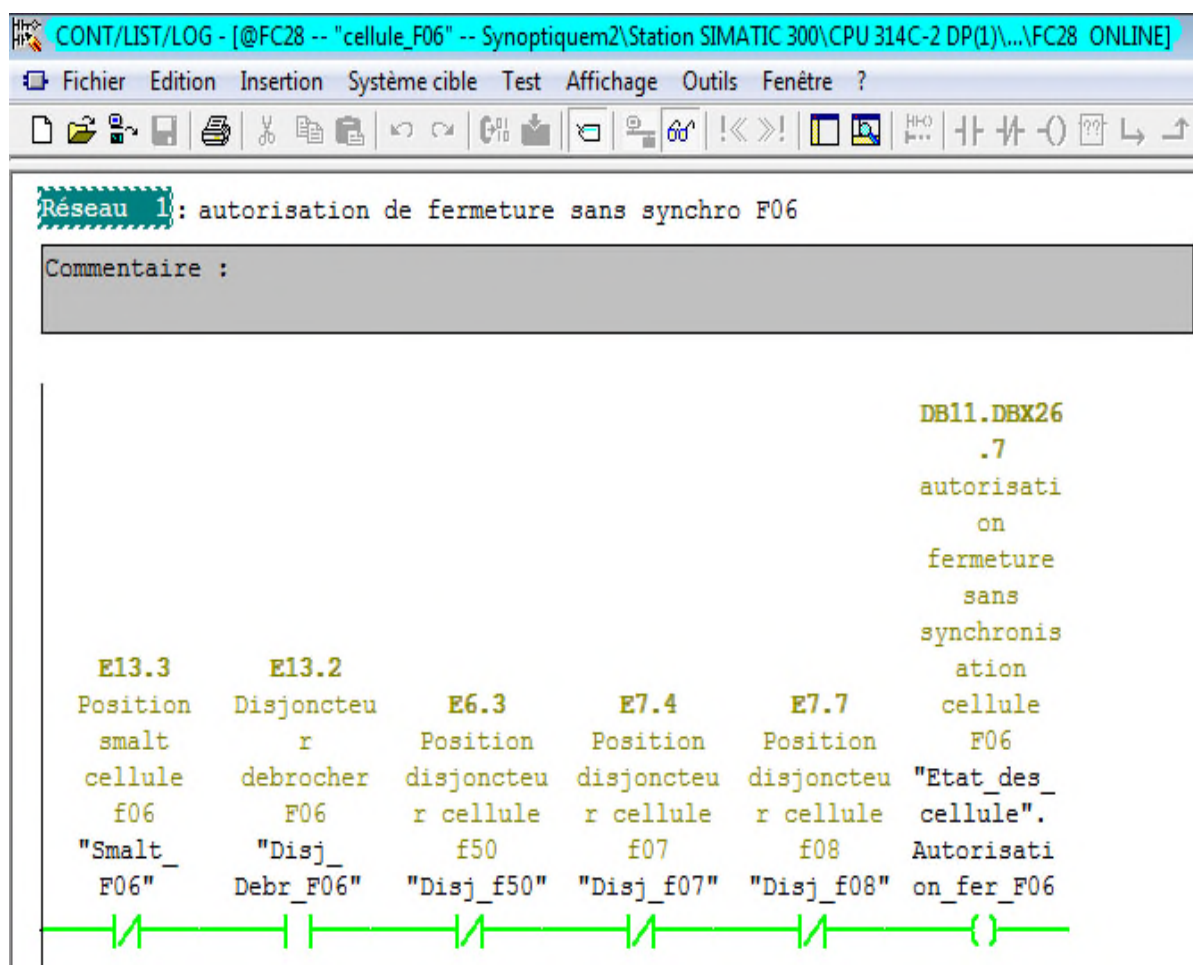 CONT/LIST/LOG - [@FC28 -- "cellule_F06" -- Synoptiquem2\Station SIMATIC 300\CPU 314C-2 DP(1)\...\FC28 ONLINE]
Fichier Edition Insertion Système cible Test Affichage Outils Fenêtre ?
Réseau 1: autorisation de fermeture sans synchro F06
Commentaire :
E13.3
Position
smalt
cellule
f06
"Smalt_
F06"
E13.2
Disjoncteu
r
debrocher
F06
"Disj_
Debr_F06"
E6.3
Position
disjoncteu
r cellule
f50
"Disj_f50"
E7.4
Position
disjoncteu
r cellule
f07
"Disj_f07"
E7.7
Position
disjoncteu
r cellule
f08
"Disj_f08"
DB11.DBX26
.7
autorisati
on
fermeture
sans
synchronis
ation
cellule
F06
"Etat_des_
cellule".
Autorisati
on_fer_F06